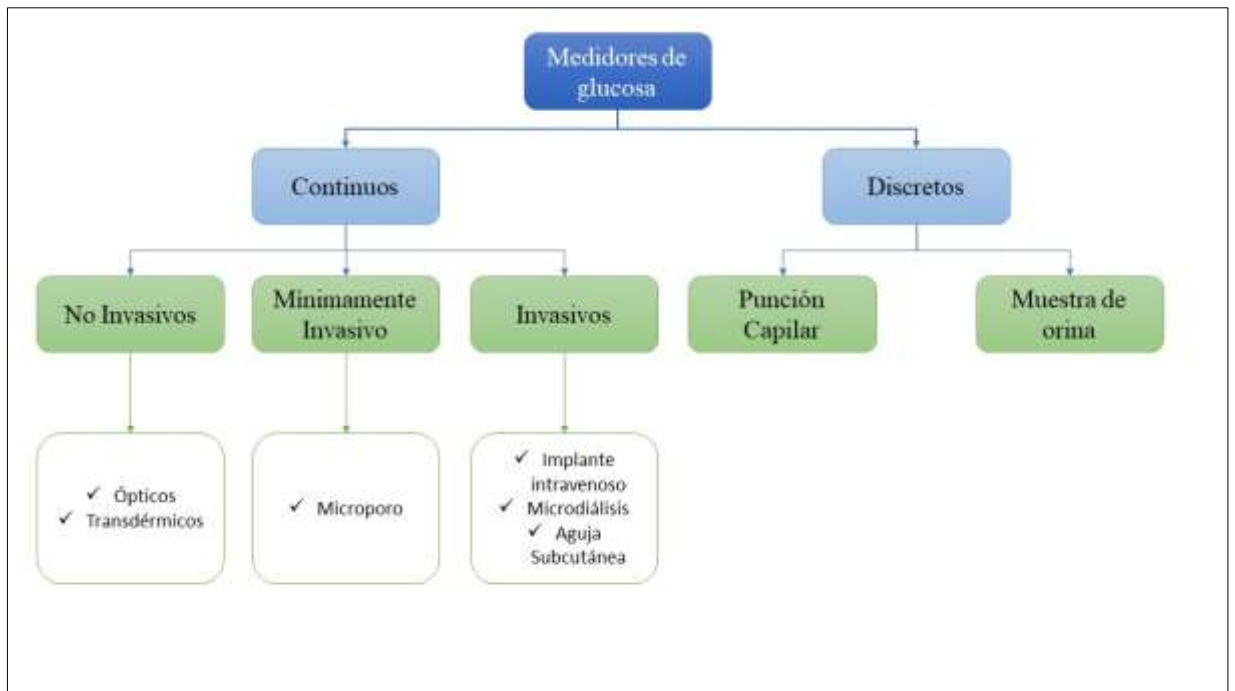 Medidores de
glucosa
Continuos
Discretos
No Invasivos
Minimamente
Invasivo
Invasivos
Punción
Capilar
Muestra de
orina
✓ Ópticos
✓ Transdérmicos
✓ Microporo
✓ Implante
intravenoso
✓ Microdiálisis
✓ Aguja
Subcutánea